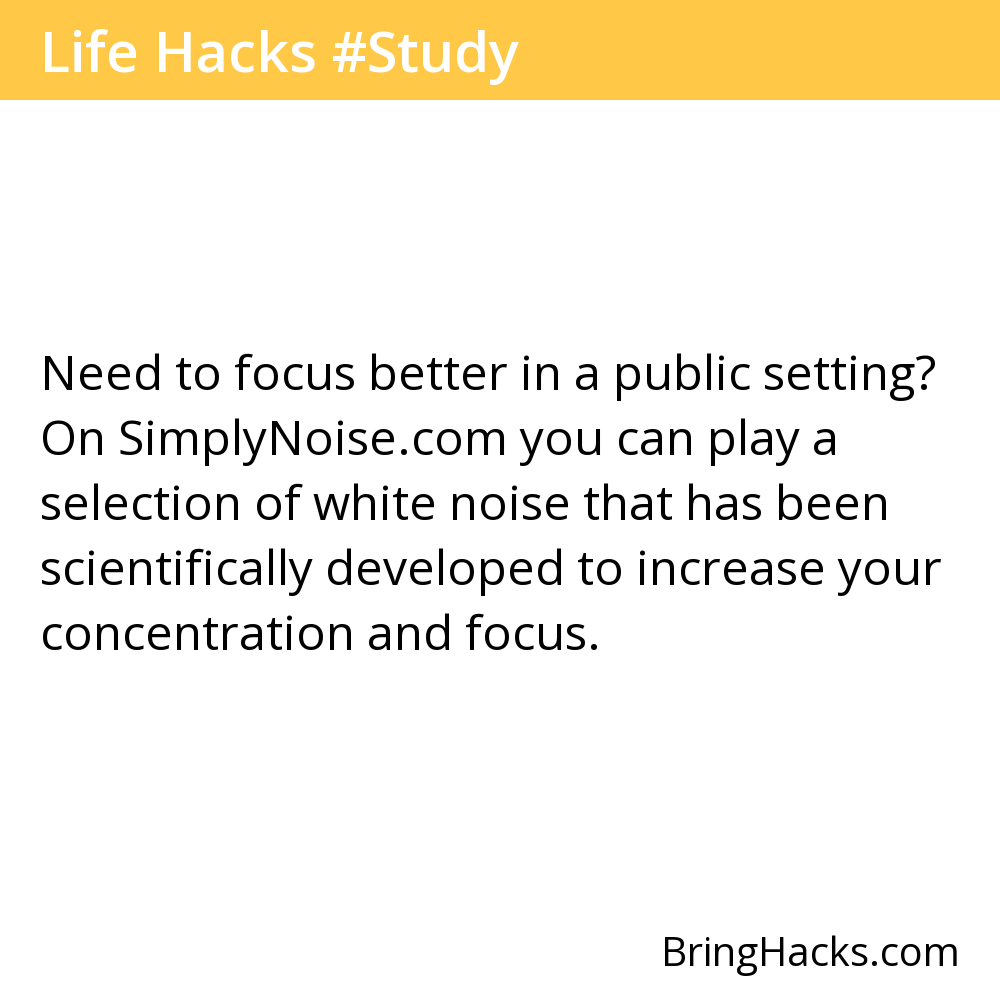 Life Hacks #Study
Need to focus better in a public setting?
On SimplyNoise.com you can play a
selection of white noise that has been
scientifically developed to increase your
concentration and focus.
BringHacks.com